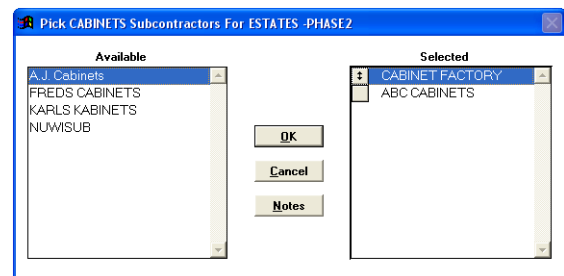 Pick CABINETS Subcontractors For ESTATES -PHASE2
Available
A.J. Cabinets
FREDS CABINETS
KARLS KABINETS
NUWISUB
OK
Cancel
Notes
Selected
CABINET FACTORY
ABC CABINETS